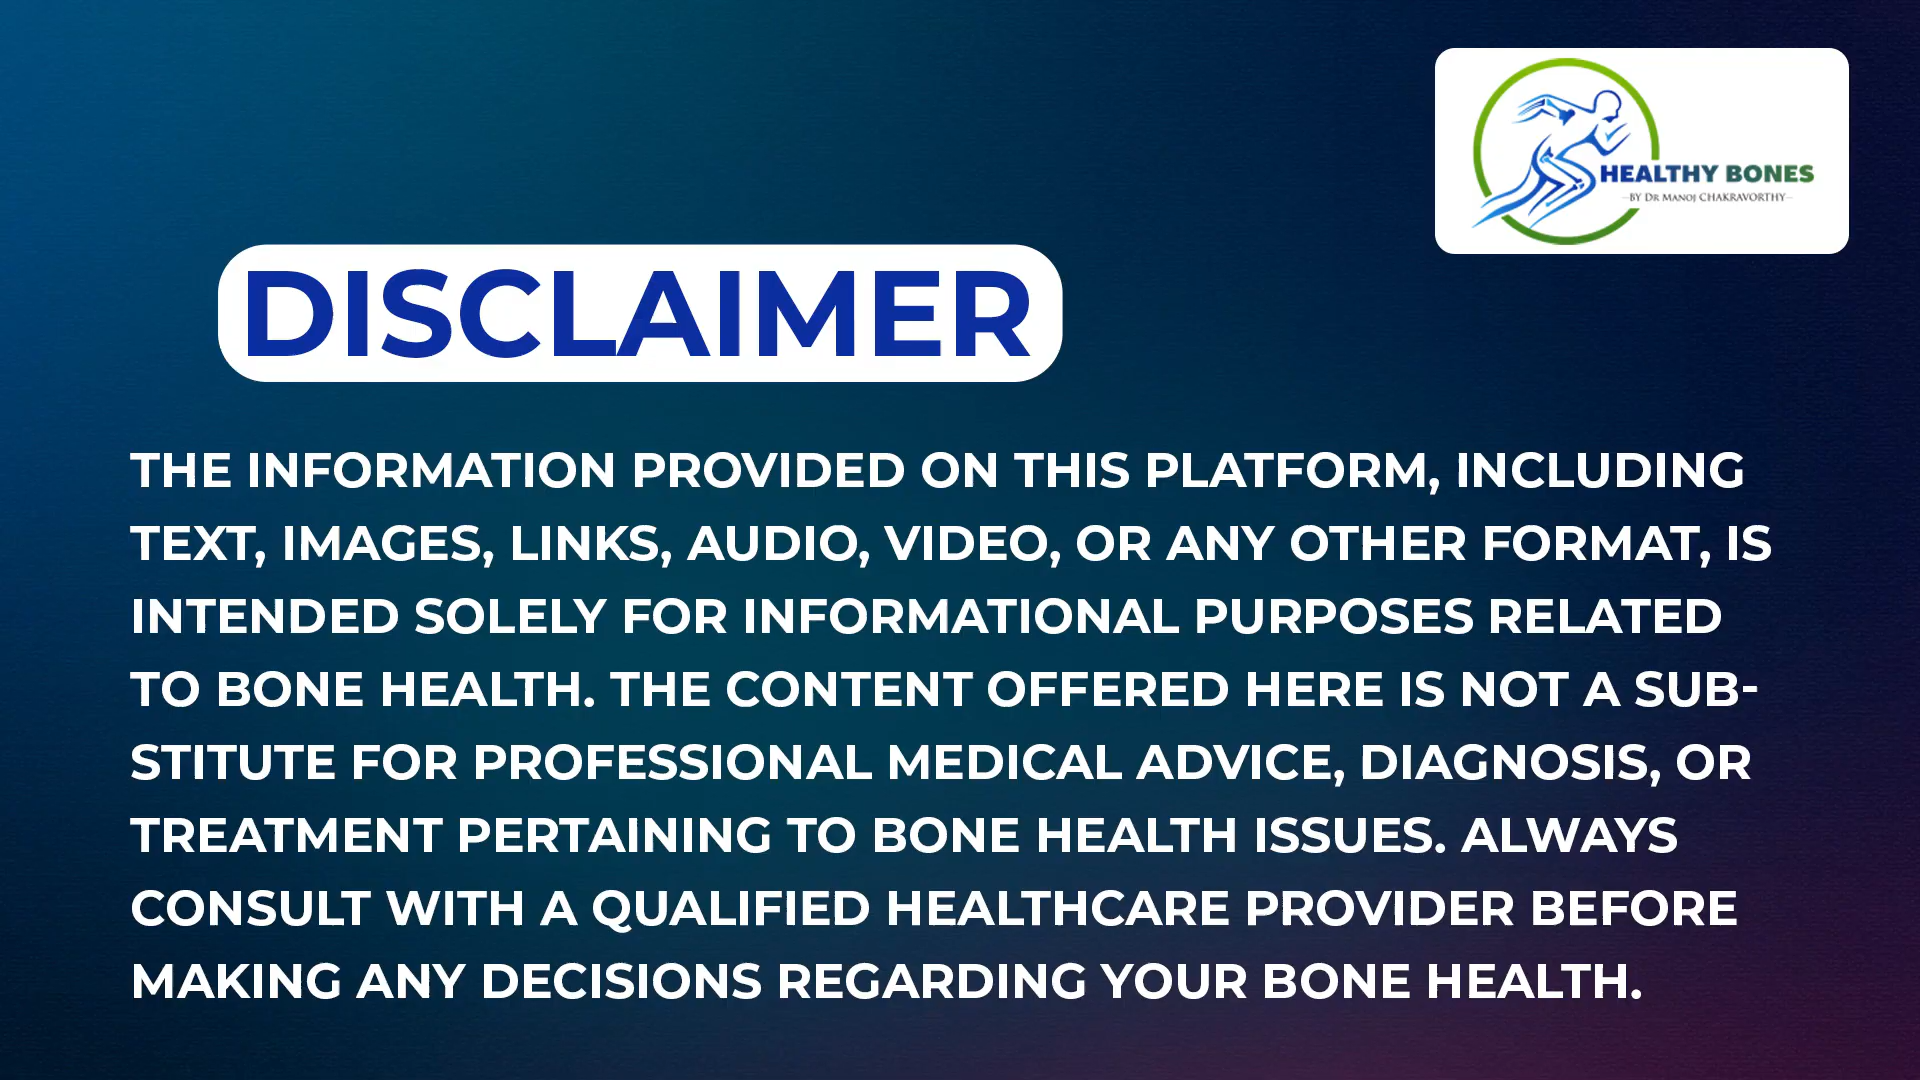 HEALTHY BONES
BY DR MANOJ CHAKRAVORTHY
DISCLAIMER
THE INFORMATION PROVIDED ON THIS PLATFORM, INCLUDING
TEXT, IMAGES, LINKS, AUDIO, VIDEO, OR ANY OTHER FORMAT, IS
INTENDED SOLELY FOR INFORMATIONAL PURPOSES RELATED
TO BONE HEALTH. THE CONTENT OFFERED HERE IS NOT A SUB-
STITUTE FOR PROFESSIONAL MEDICAL ADVICE, DIAGNOSIS, OR
TREATMENT PERTAINING TO BONE HEALTH ISSUES. ALWAYS
CONSULT WITH A QUALIFIED HEALTHCARE PROVIDER BEFORE
MAKING ANY DECISIONS REGARDING YOUR BONE HEALTH.